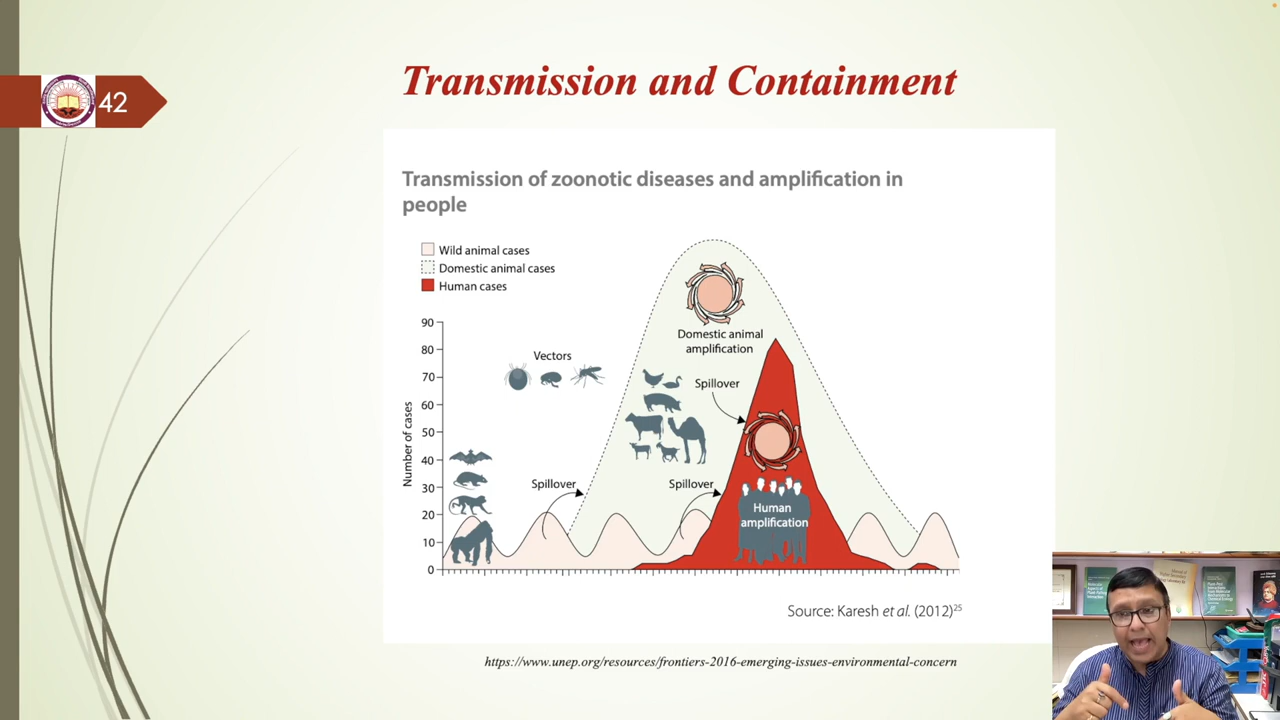 Transmission and Containment
42
Transmission of zoonotic diseases and amplification in
people
Wild animal cases
Domestic animal cases
Human cases
Number of cases
90
80
70
60
50
40
30
20
10
0
Vectors
Domestic animal
amplification
Spillover
Spillover
Spillover
Human
amplification
Source: Karesh et al. (2012)25
https://www.unep.org/resources/frontiers-2016-emerging-issues-environmental-concern